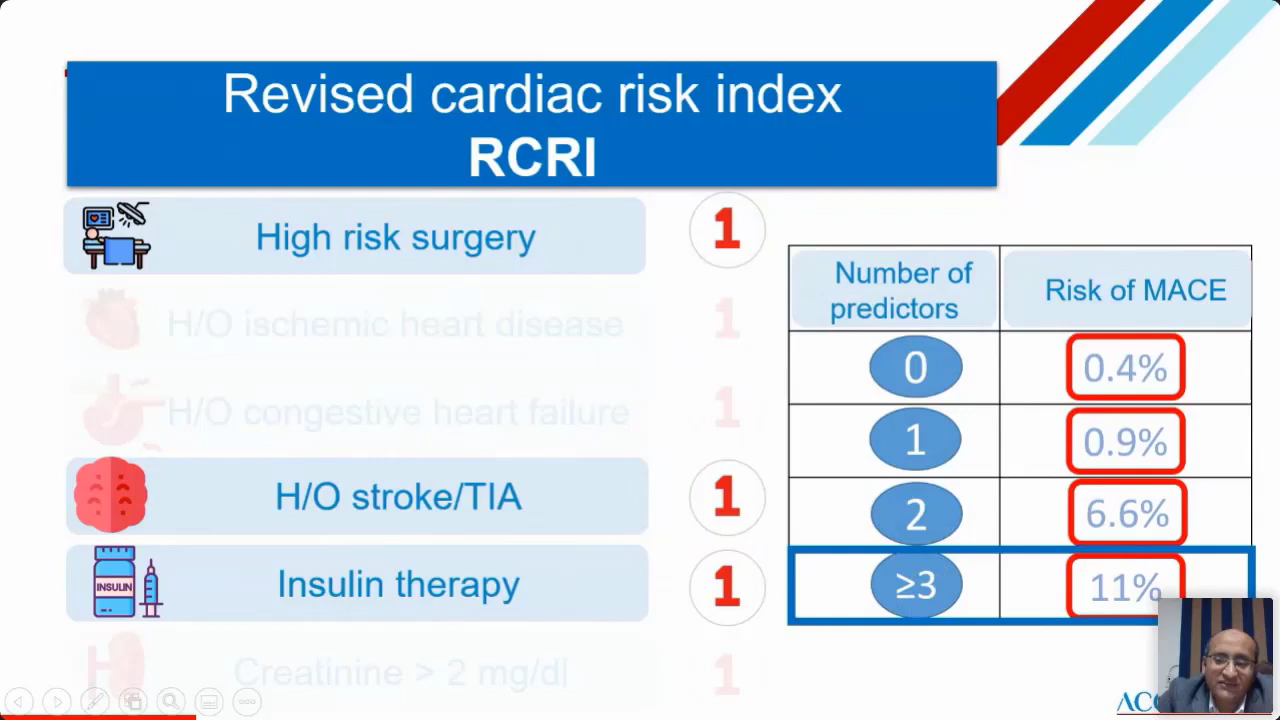 Revised cardiac risk index
RCRI
High risk surgery
1
H/O ischemic heart disease
1
H/O congestive heart failure
1
H/O stroke/TIA
1
INSULIN
Insulin therapy
1
Creatinine > 2 mg/dl
1
Number of predictors
Risk of MACE
0
0.4%
1
0.9%
2
6.6%
≥3
11%